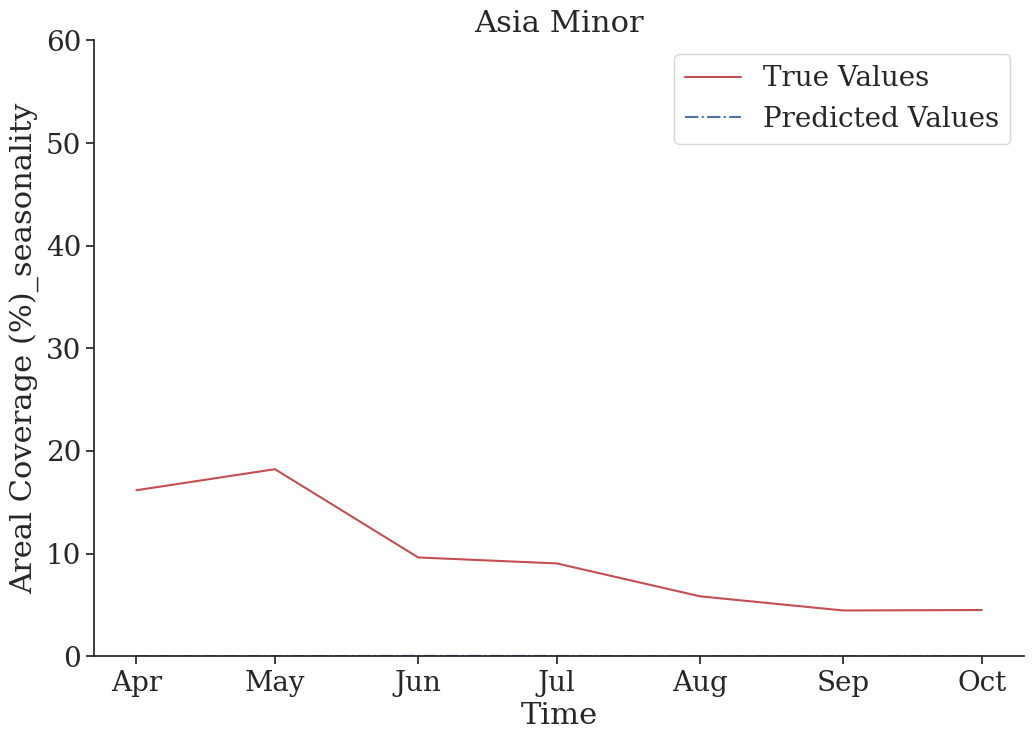 Asia Minor
True Values
Predicted Values
Areal Coverage (%)_seasonality
60
50
40
30
20
10
0
Apr May Jun Jul Aug Sep Oct
Time